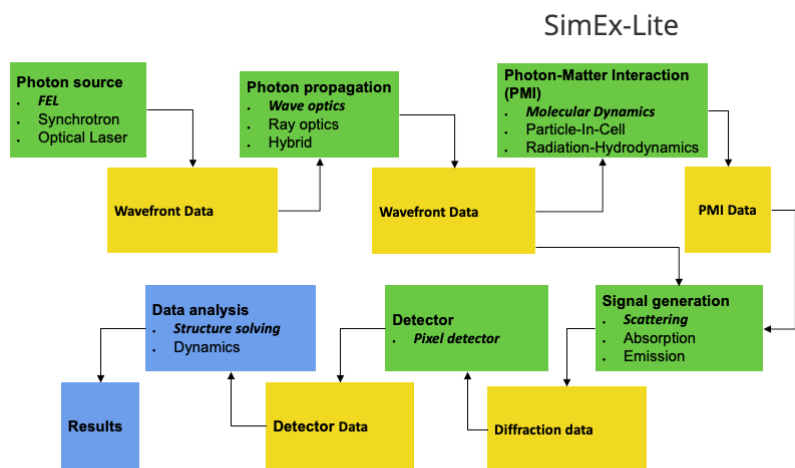 SimEx-Lite
Photon source
. FEL
. Synchrotron
. Optical Laser
Photon propagation
. Wave optics
. Ray optics
. Hybrid
Photon-Matter Interaction
(PMI)
. Molecular Dynamics
. Particle-In-Cell
. Radiation-Hydrodynamics
Wavefront Data
Wavefront Data
PMI Data
Data analysis
. Structure solving
. Dynamics
Detector
. Pixel detector
Signal generation
. Scattering
. Absorption
. Emission
Results
Detector Data
Diffraction data